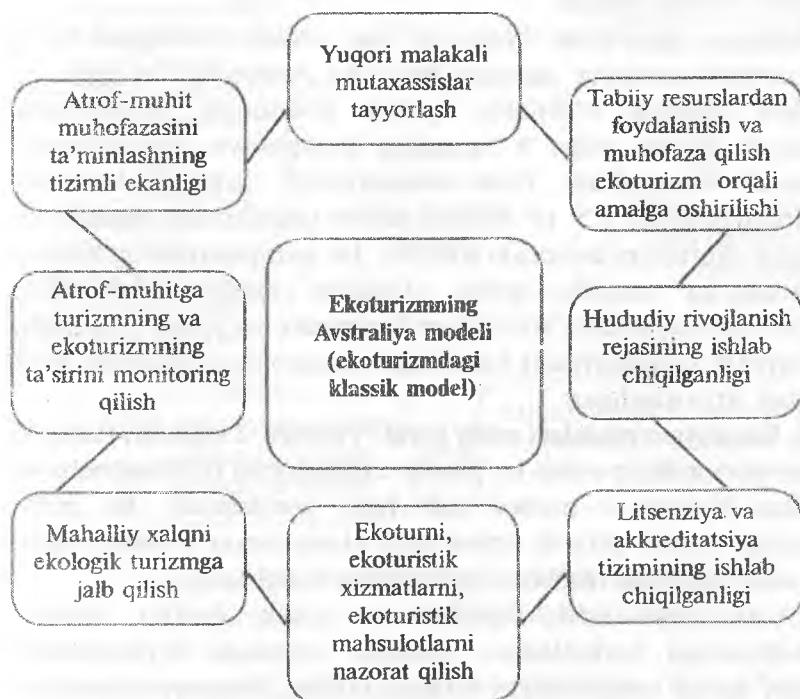 Yuqori malakali
mutaxassislar
tayyorlash
Tabiiy resurslardan
foydalanish va
muhofaza qilish
ekoturizm orqali
amalga oshirilishi
Hududiy rivojlanish
rejasining ishlab
chiqilganligi
Litsenziya va
akkreditatsiya
tizimining ishlab
chiqilganligi
Ekoturni,
ekoturistik
xizmatlarni,
ekoturistik
mahsulotlarni
nazorat qilish
Mahalliy xalqni
ekologik turizmga
jalb qilish
Atrof-muhitga
turizmning va
ekoturizmning
ta'sirini monitoring
qilish
Atrof-muhit
muhofazasini
ta'minlashning
tizimli ekanligi
Ekoturizmning
Avstraliya modeli
(ekoturizmdagi
klassik model)